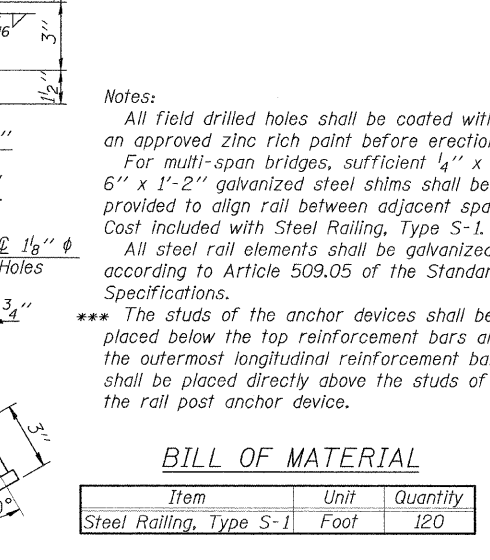 16
3"
1½"
Notes:
All field drilled holes shall be coated with
an approved zinc rich paint before erection
For multi-span bridges, sufficient ¼" x
6" x 1'-2" galvanized steel shims shall be
provided to align rail between adjacent spa
Cost included with Steel Railing, Type S-1.
All steel rail elements shall be galvanized
according to Article 509.05 of the Standar
Specifications.
℄ 1⅛" ϕ
Holes
¾"
*** The studs of the anchor devices shall be
placed below the top reinforcement bars an
the outermost longitudinal reinforcement ba
shall be placed directly above the studs of
the rail post anchor device.
3"
BILL OF MATERIAL
Item Unit Quantity
Steel Railing, Type S-1 Foot 120